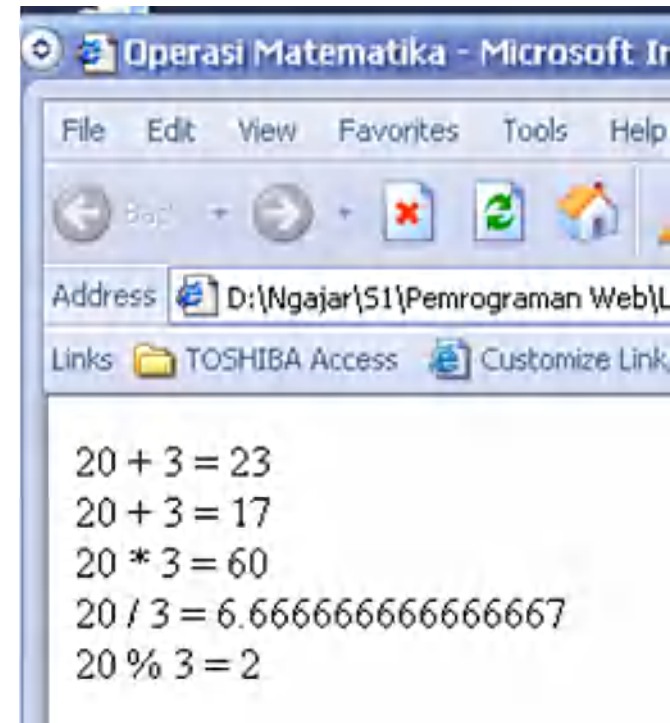 Operasi Matematika - Microsoft
File Edit View Favorites Tools Help
Back
Address D:\Ngajar\S1\Pemrograman Web\L
Links TOSHIBA Access Customize Link
20 + 3 = 23
20 + 3 = 17
20 * 3 = 60
20 / 3 = 6.666666666666667
20 % 3 = 2